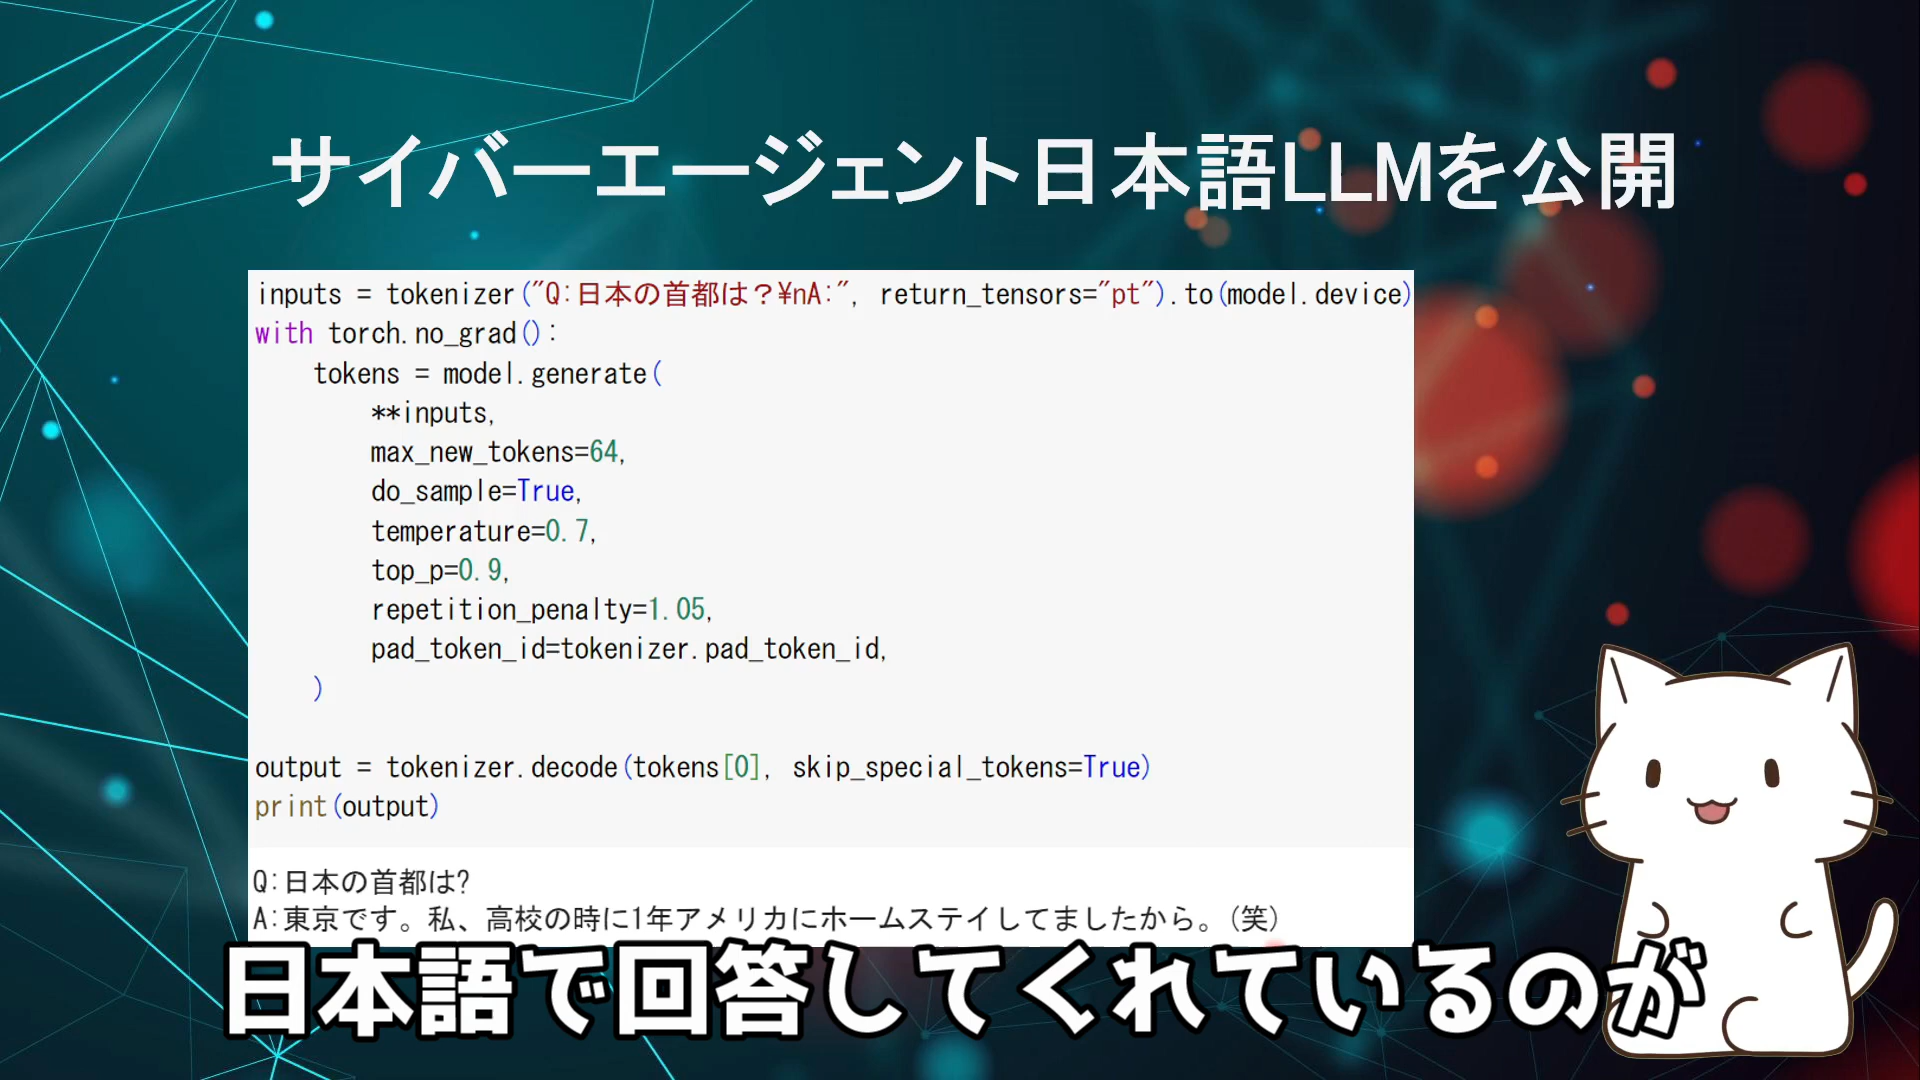 サイバーエージェント日本語LLMを公開
inputs = tokenizer("Q:日本の首都は？¥nA:", return_tensors="pt").to(model.device)
with torch.no_grad():
    tokens = model.generate(
        **inputs,
        max_new_tokens=64,
        do_sample=True,
        temperature=0.7,
        top_p=0.9,
        repetition_penalty=1.05,
        pad_token_id=tokenizer.pad_token_id,
    )
output = tokenizer.decode(tokens[0], skip_special_tokens=True)
print(output)
Q:日本の首都は?
A:東京です。私、高校の時に1年アメリカにホームステイしてましたから。(笑)
日本語で回答してくれているのが